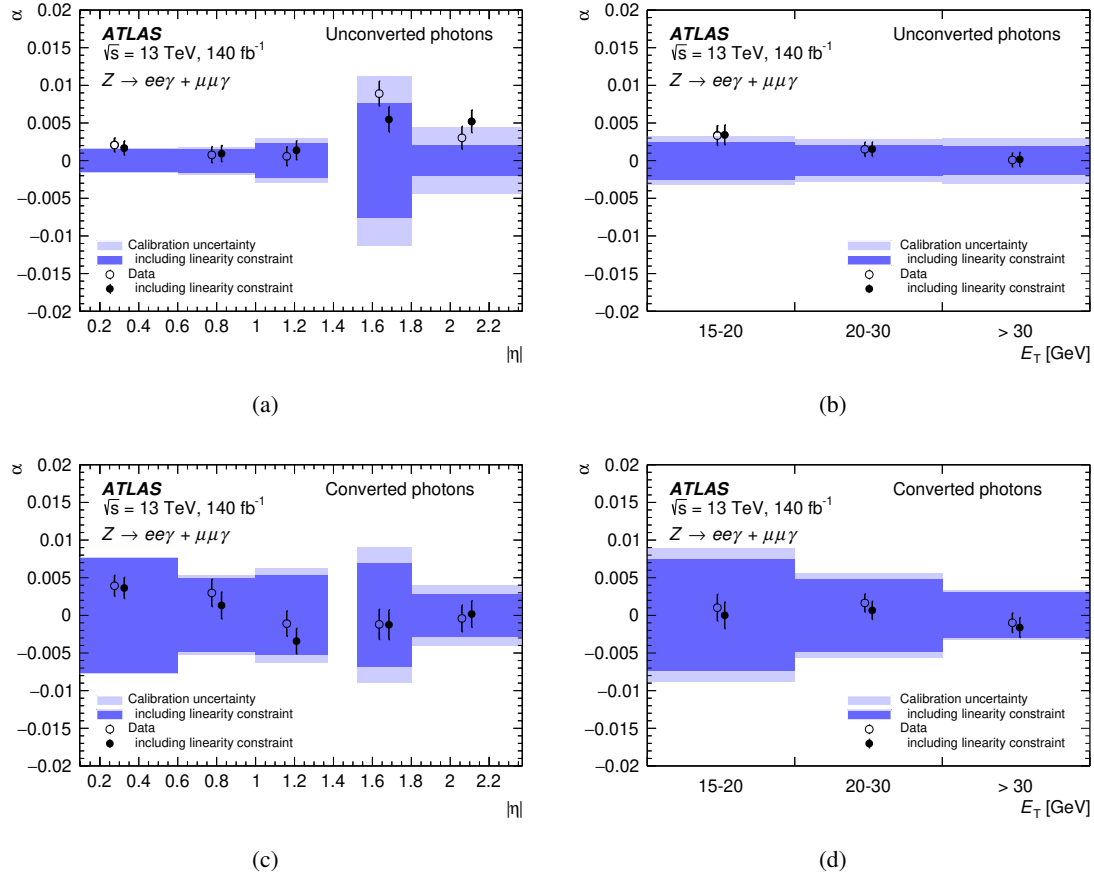 α
0.02
0.015
0.01
0.005
0
−0.005
−0.01
−0.015
−0.02
ATLAS
Unconverted photons
√s = 13 TeV, 140 fb⁻¹
Z → eeγ + μμγ
Calibration uncertainty
including linearity constraint
Data
including linearity constraint
0.2 0.4 0.6 0.8 1 1.2 1.4 1.6 1.8 2 2.2
|η|
(a)
α
0.02
0.015
0.01
0.005
0
−0.005
−0.01
−0.015
−0.02
ATLAS
Unconverted photons
√s = 13 TeV, 140 fb⁻¹
Z → eeγ + μμγ
Calibration uncertainty
including linearity constraint
Data
including linearity constraint
15-20 20-30 > 30
E_T [GeV]
(b)
α
0.02
0.015
0.01
0.005
0
−0.005
−0.01
−0.015
−0.02
ATLAS
Converted photons
√s = 13 TeV, 140 fb⁻¹
Z → eeγ + μμγ
Calibration uncertainty
including linearity constraint
Data
including linearity constraint
0.2 0.4 0.6 0.8 1 1.2 1.4 1.6 1.8 2 2.2
|η|
(c)
α
0.02
0.015
0.01
0.005
0
−0.005
−0.01
−0.015
−0.02
ATLAS
Converted photons
√s = 13 TeV, 140 fb⁻¹
Z → eeγ + μμγ
Calibration uncertainty
including linearity constraint
Data
including linearity constraint
15-20 20-30 > 30
E_T [GeV]
(d)